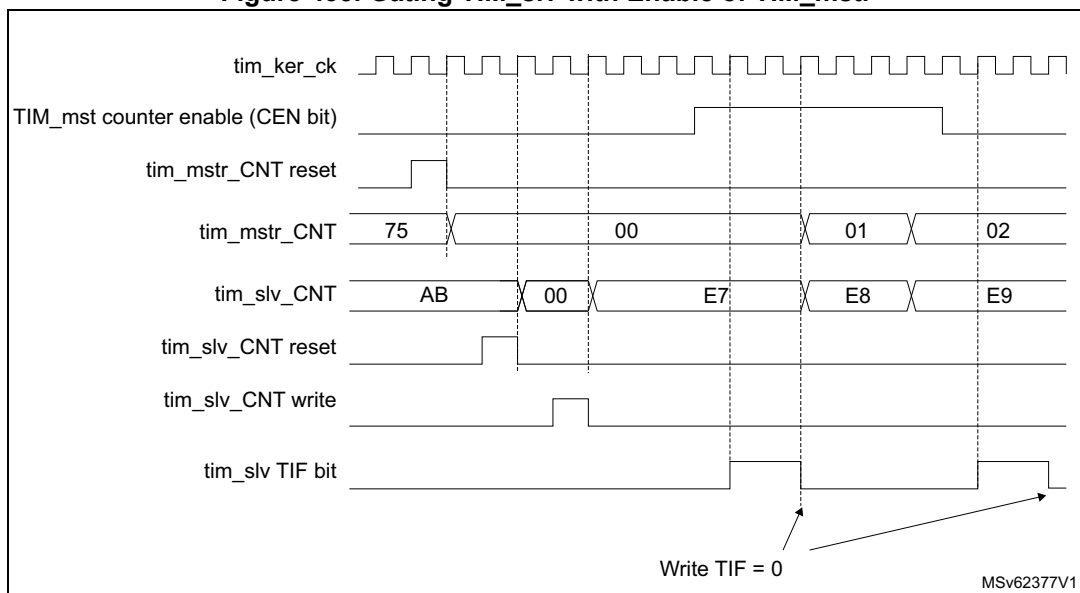 tim_ker_ck
TIM_mst counter enable (CEN bit)
tim_mstr_CNT reset
tim_mstr_CNT 75 00 01 02
tim_slv_CNT AB 00 E7 E8 E9
tim_slv_CNT reset
tim_slv_CNT write
tim_slv TIF bit
Write TIF = 0
MSv62377V1